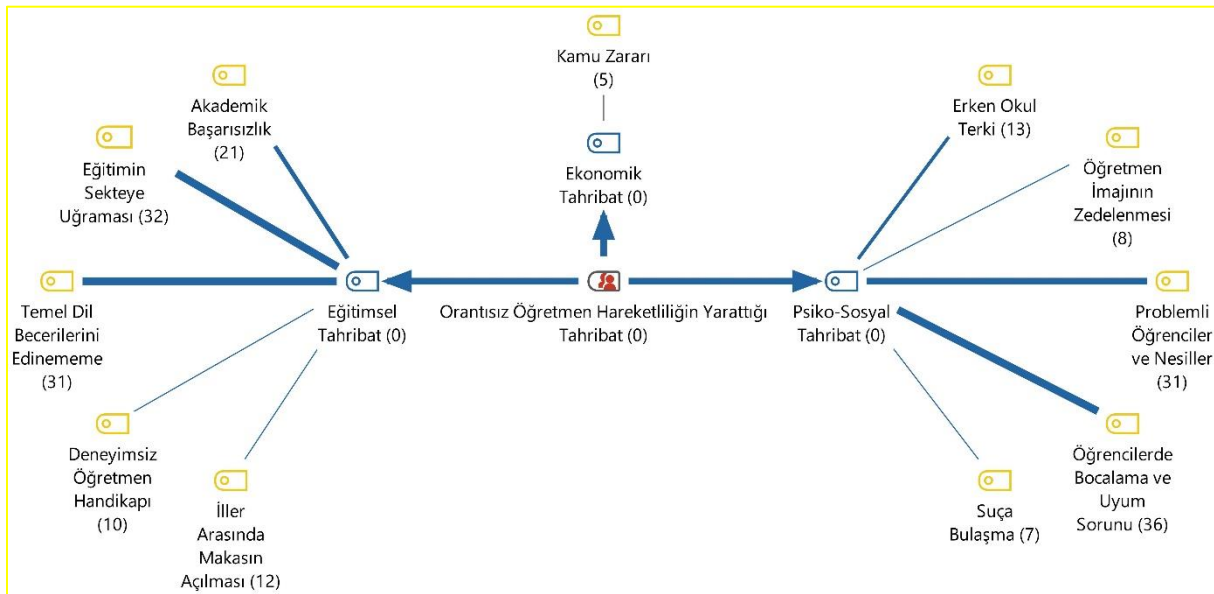 Kamu Zararı
(5)
Akademik
Başarısızlık
(21)
Erken Okul
Terki (13)
Eğitimin
Sekteye
Uğraması (32)
Ekonomik
Tahribat (0)
Öğretmen
İmajının
Zedelenmesi
(8)
Temel Dil
Becerilerini
Edinememe
(31)
Eğitimsel
Tahribat (0)
Orantısız Öğretmen Hareketliliğin Yarattığı
Tahribat (0)
Psiko-Sosyal
Tahribat (0)
Problemli
Öğrenciler
ve Nesiller
(31)
Deneyimsiz
Öğretmen
Handikapı
(10)
İller
Arasında
Makasın
Açılması (12)
Suça
Bulaşma (7)
Öğrencilerde
Bocalama ve
Uyum
Sorunu (36)